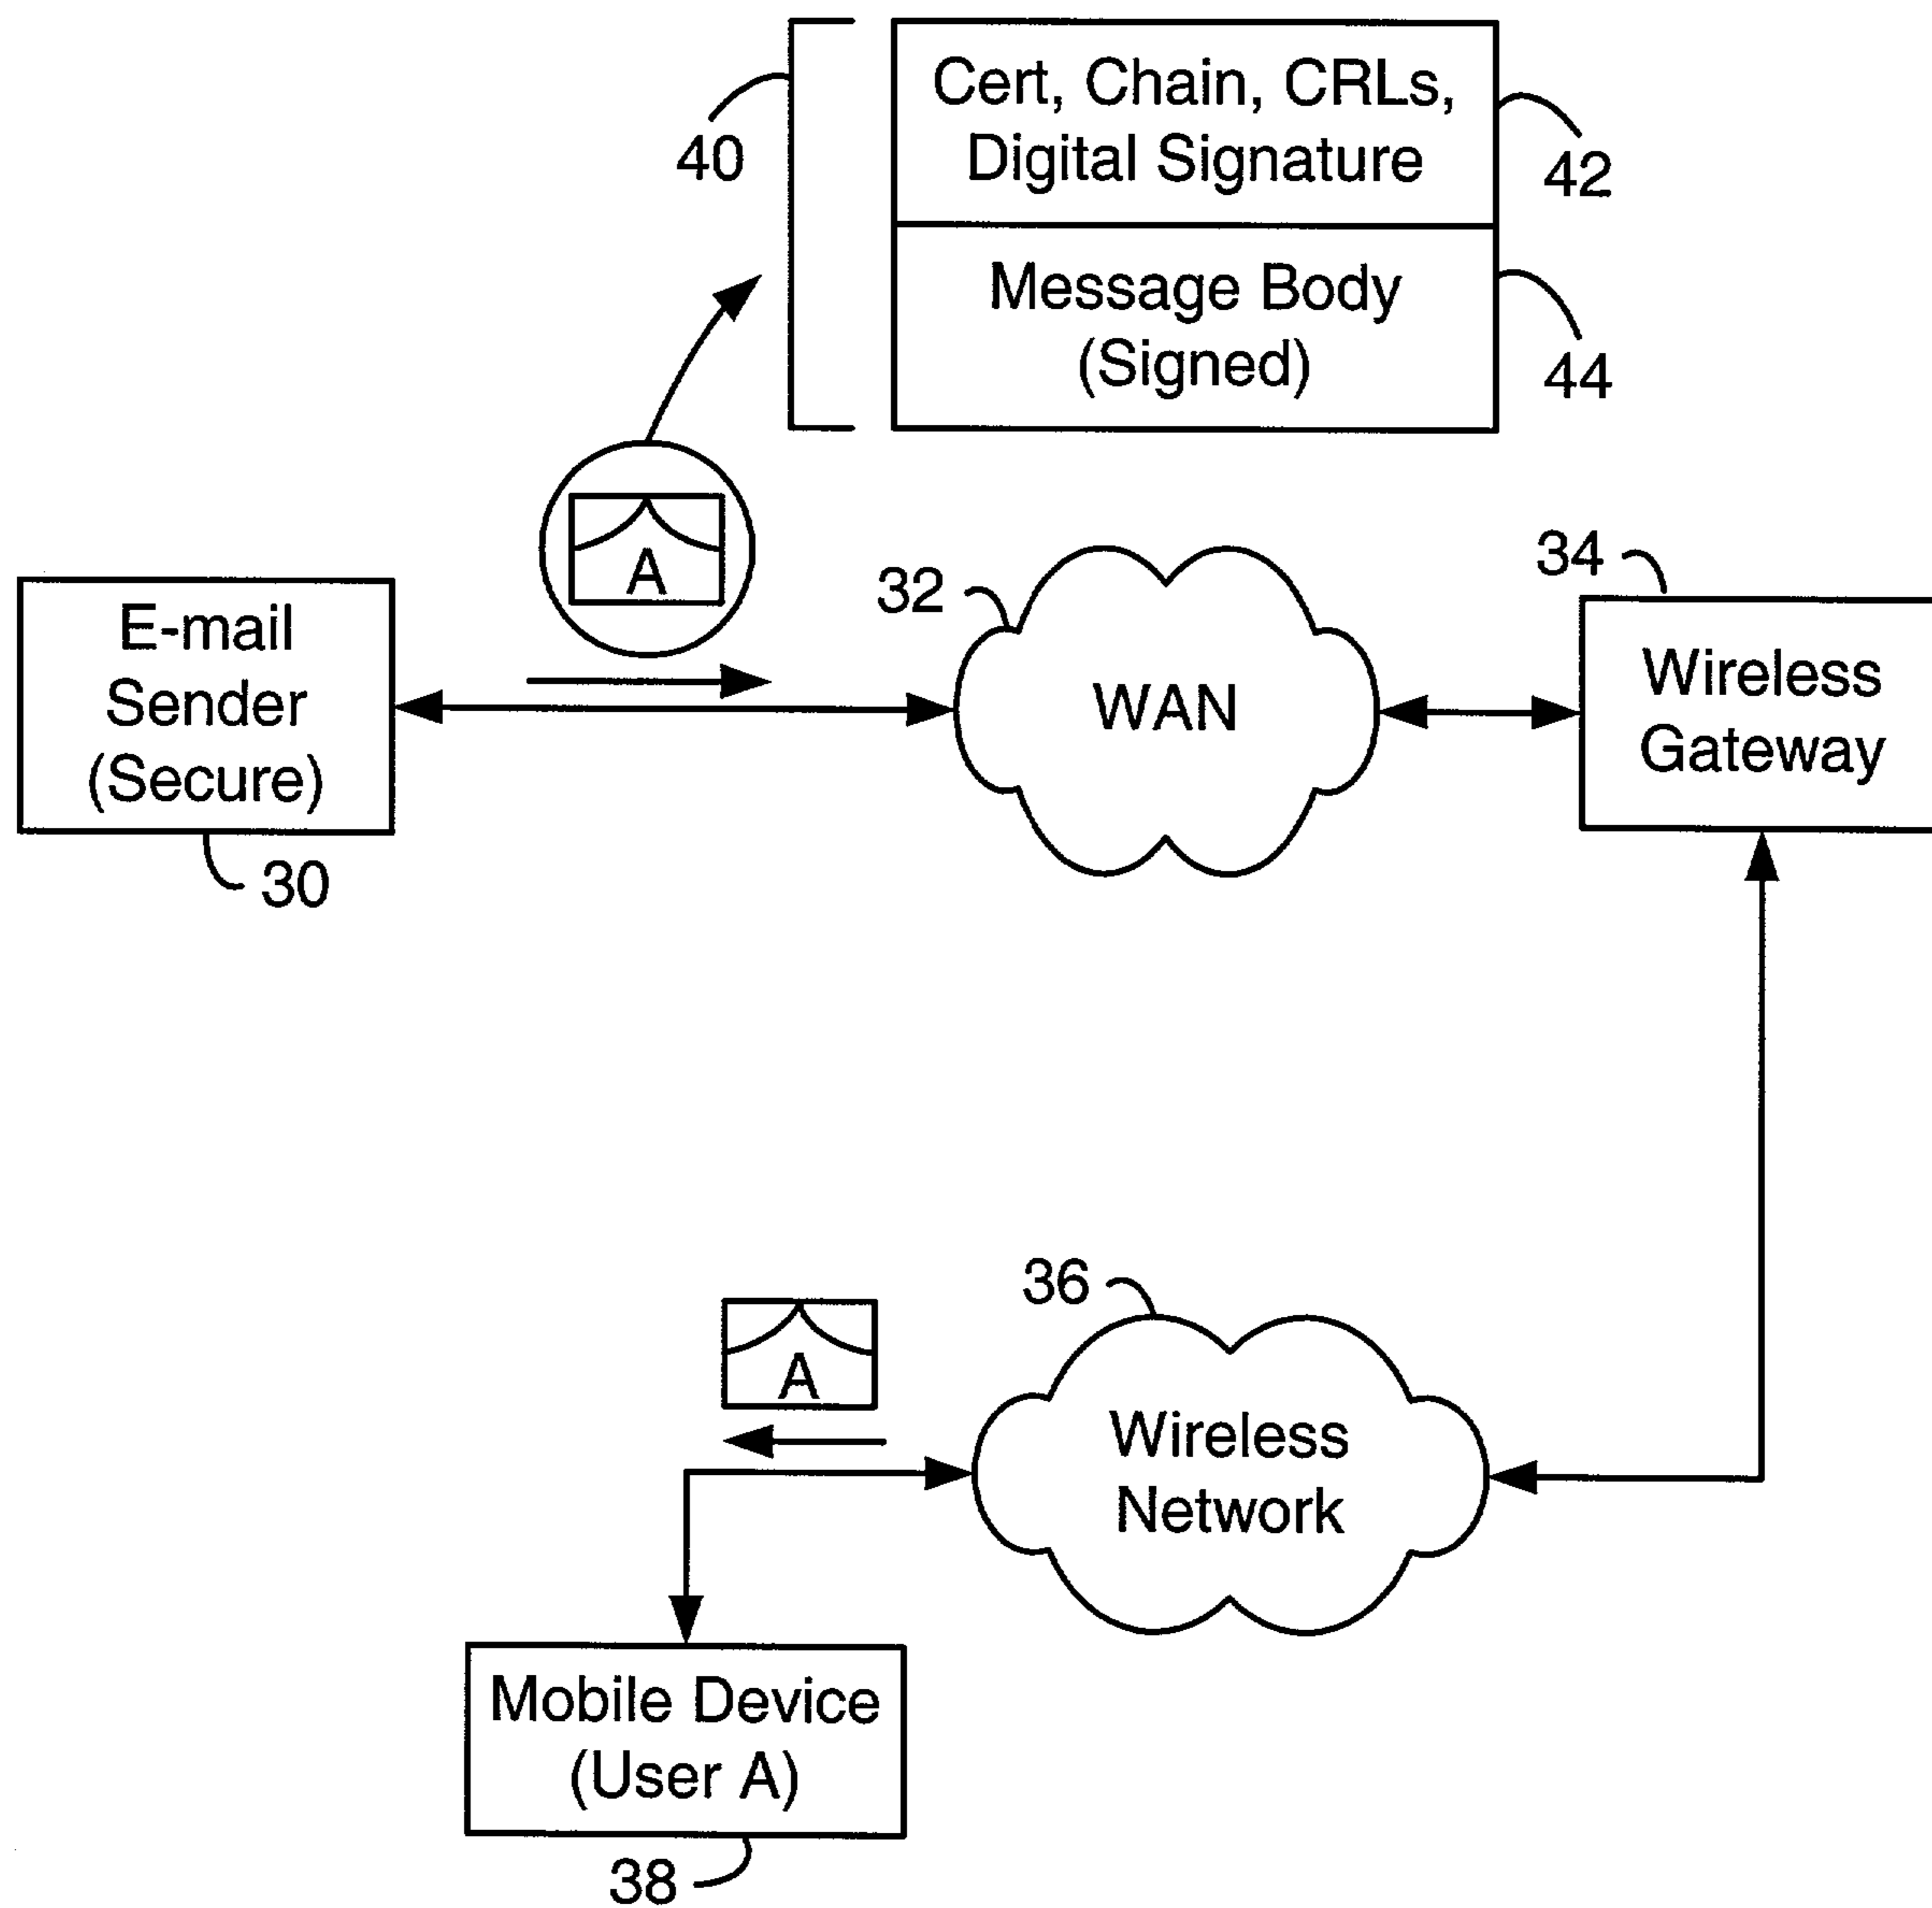 Cert, Chain, CRLs,
Digital Signature
40
42
Message Body
(Signed)
44
A
E-mail
Sender
(Secure)
30
32
WAN
34
Wireless
Gateway
36
A
Wireless
Network
Mobile Device
(User A)
38